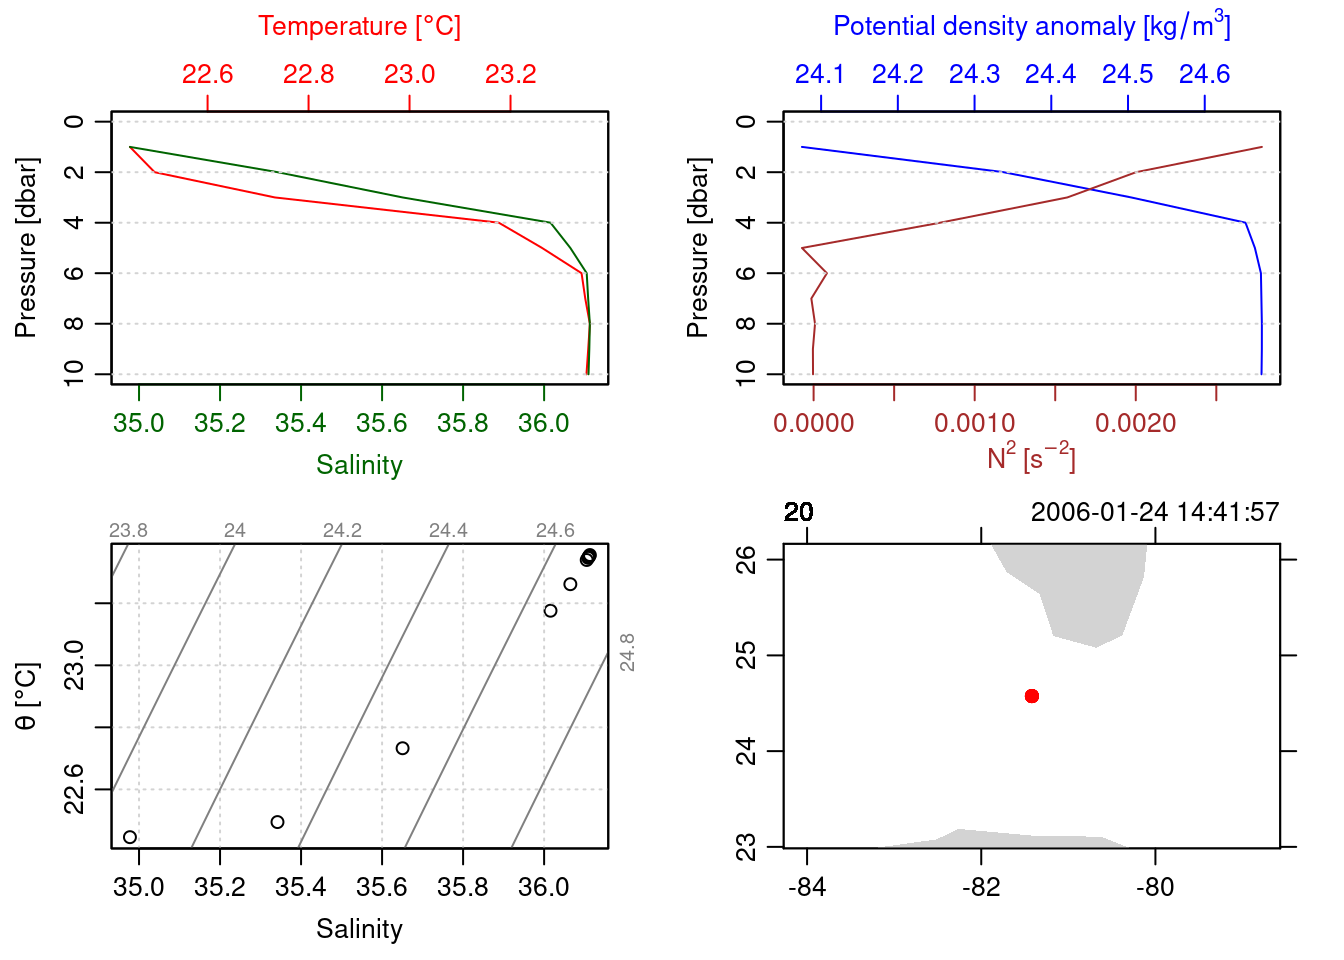 Temperature [°C]
22.6 22.8 23.0 23.2
Pressure [dbar]
0 2 4 6 8 10
35.0 35.2 35.4 35.6 35.8 36.0
Salinity
Potential density anomaly [kg/m3]
24.1 24.2 24.3 24.4 24.5 24.6
Pressure [dbar]
0 2 4 6 8 10
0.0000 0.0010 0.0020
N2 [s−2]
23.8 24 24.2 24.4 24.6
24.8
θ [°C]
23.0
22.6
35.0 35.2 35.4 35.6 35.8 36.0
Salinity
20 2006-01-24 14:41:57
26
25
24
23
-84 -82 -80